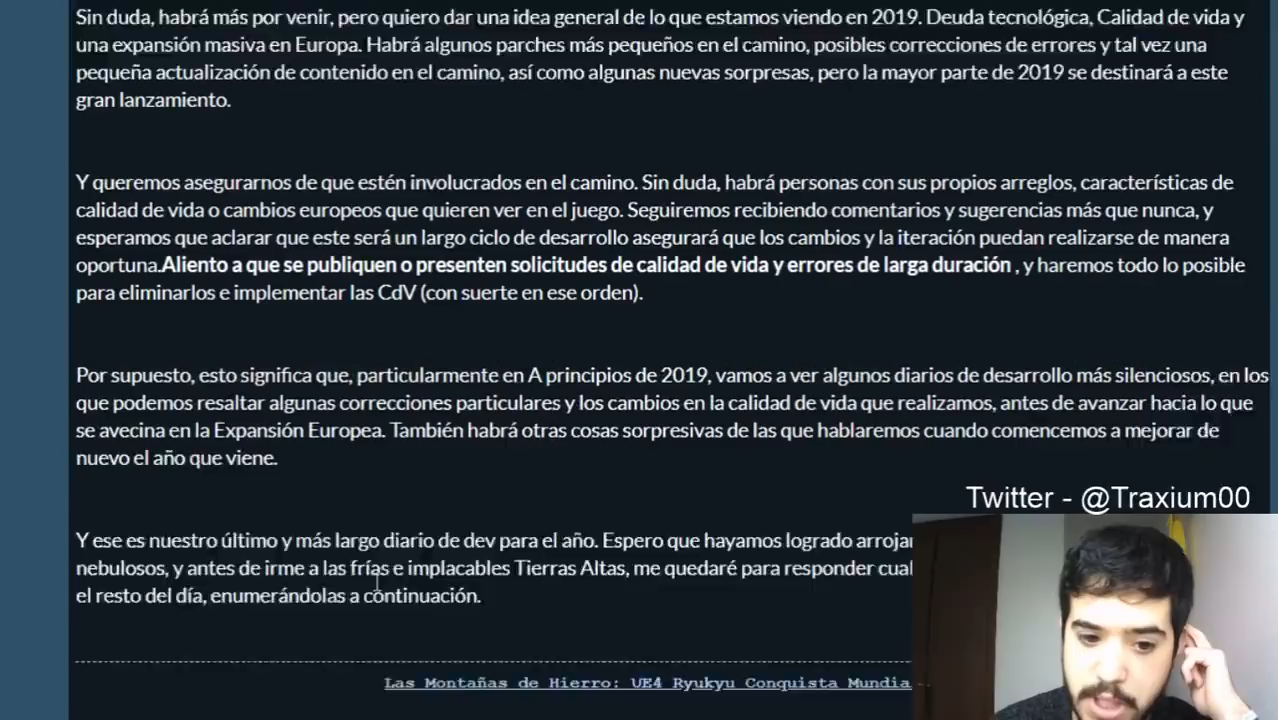 Sin duda, habrá más por venir, pero quiero dar una idea general de lo que estamos viendo en 2019. Deuda tecnológica, Calidad de vida y
una expansión masiva en Europa. Habrá algunos parches más pequeños en el camino, posibles correcciones de errores y tal vez una
pequeña actualización de contenido en el camino, así como algunas nuevas sorpresas, pero la mayor parte de 2019 se destinará a este
gran lanzamiento.
Y queremos asegurarnos de que estén involucrados en el camino. Sin duda, habrá personas con sus propios arreglos, características de
calidad de vida o cambios europeos que quieren ver en el juego. Seguiremos recibiendo comentarios y sugerencias más que nunca, y
esperamos que aclarar que este será un largo ciclo de desarrollo asegurará que los cambios y la iteración puedan realizarse de manera
oportuna.Aliento a que se publiquen o presenten solicitudes de calidad de vida y errores de larga duración , y haremos todo lo posible
para eliminarlos e implementar las CdV (con suerte en ese orden).
Por supuesto, esto significa que, particularmente en A principios de 2019, vamos a ver algunos diarios de desarrollo más silenciosos, en los
que podemos resaltar algunas correcciones particulares y los cambios en la calidad de vida que realizamos, antes de avanzar hacia lo que
se avecina en la Expansión Europea. También habrá otras cosas sorpresivas de las que hablaremos cuando comencemos a mejorar de
nuevo el año que viene.
Twitter - @Traxium00
Y ese es nuestro último y más largo diario de dev para el año. Espero que hayamos logrado
nebulosos, y antes de irme a las frías e implacables Tierras Altas, me quedaré para responder
el resto del día, enumerándolas a continuación.
Las Montañas de Hierro: UE4 Ryukyu Conquista